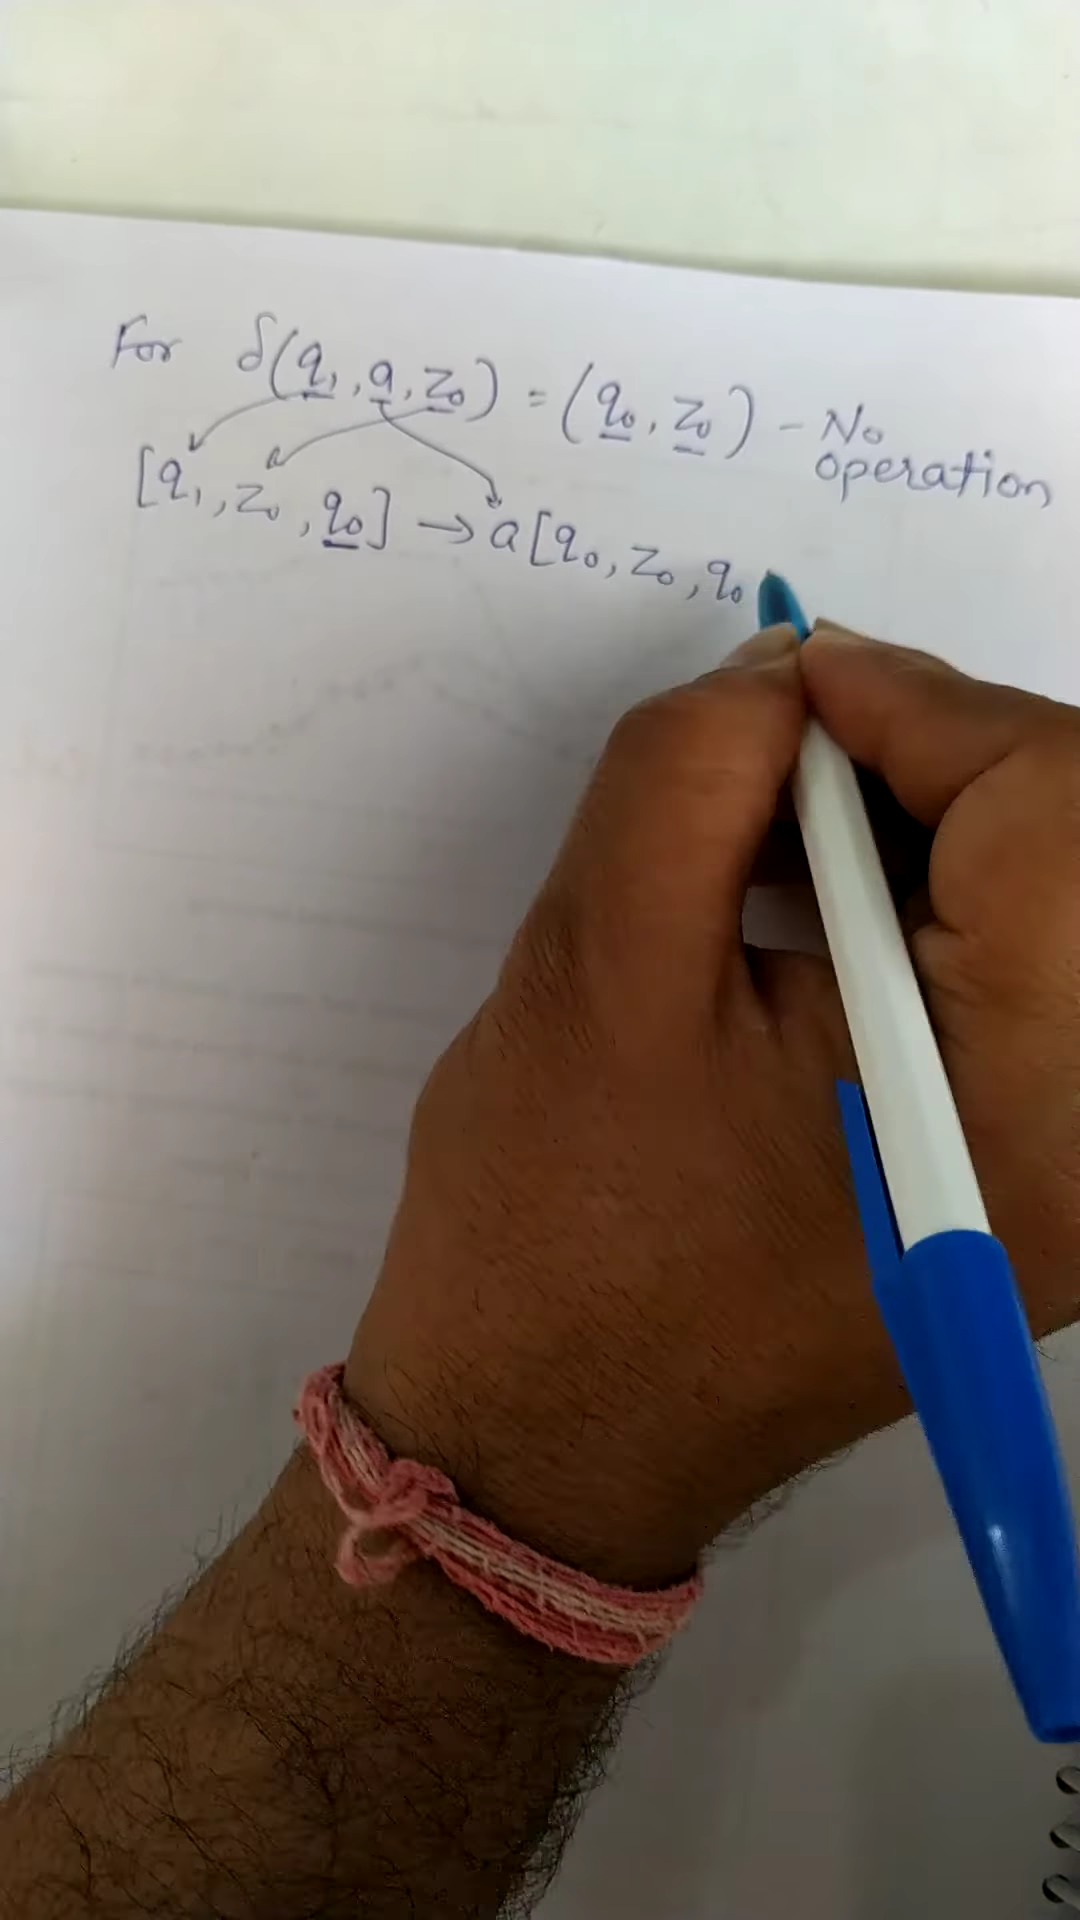 For δ(q₁, a, z₀) = (q₀, z₀) - No operation
[q₁, z₀, q₀] → a[q₀, z₀, q₀